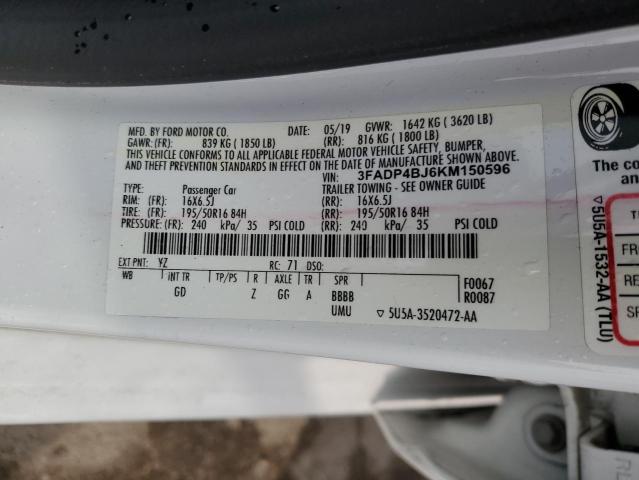 MFD. BY FORD MOTOR CO. DATE: 05/19 GVWR: 1642 KG ( 3620 LB)
GAWR: (FR): 839 KG ( 1850 LB) (RR): 816 KG ( 1800 LB)
THIS VEHICLE CONFORMS TO ALL APPLICABLE FEDERAL MOTOR VEHICLE SAFETY, BUMPER,
AND THEFT PREVENTION STANDARDS IN EFFECT ON THE DATE OF MANUFACTURE SHOWN ABOVE.
VIN: 3FADP4BJ6KM150596
TYPE: Passenger Car TRAILER TOWING - SEE OWNER GUIDE
RIM: (FR): 16X6.5J (RR): 16X6.5J
TIRE: (FR): 195/50R16 84H (RR): 195/50R16 84H
PRESSURE: (FR): 240 kPa/ 35 PSI COLD (RR): 240 kPa/ 35 PSI COLD
EXT PNT: YZ RC: 71 DSO:
WB INT TR TP/PS R AXLE TR SPR F0067
GD Z GG A BBBB R0087
UMU ▽ 5U5A-3520472-AA
The co
an
T
FR
RE
SP
▽ 5U5A-1532-AA (TLU)